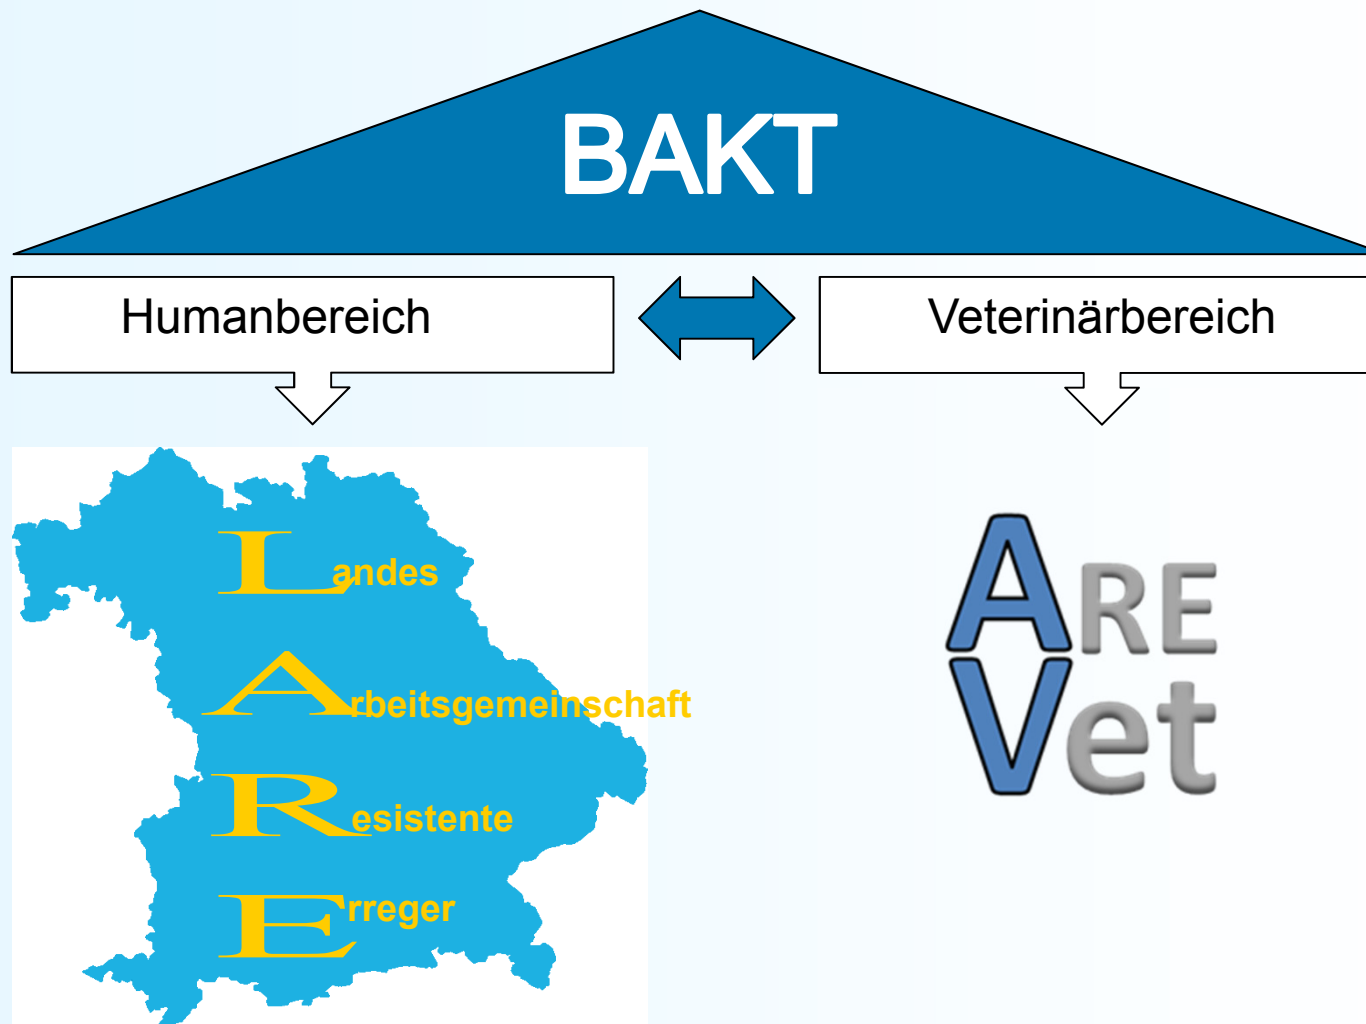 BAKT
Humanbereich
Veterinärbereich
Landes
Arbeitsgemeinschaft
Resistente
Erreger
ARE
Vet